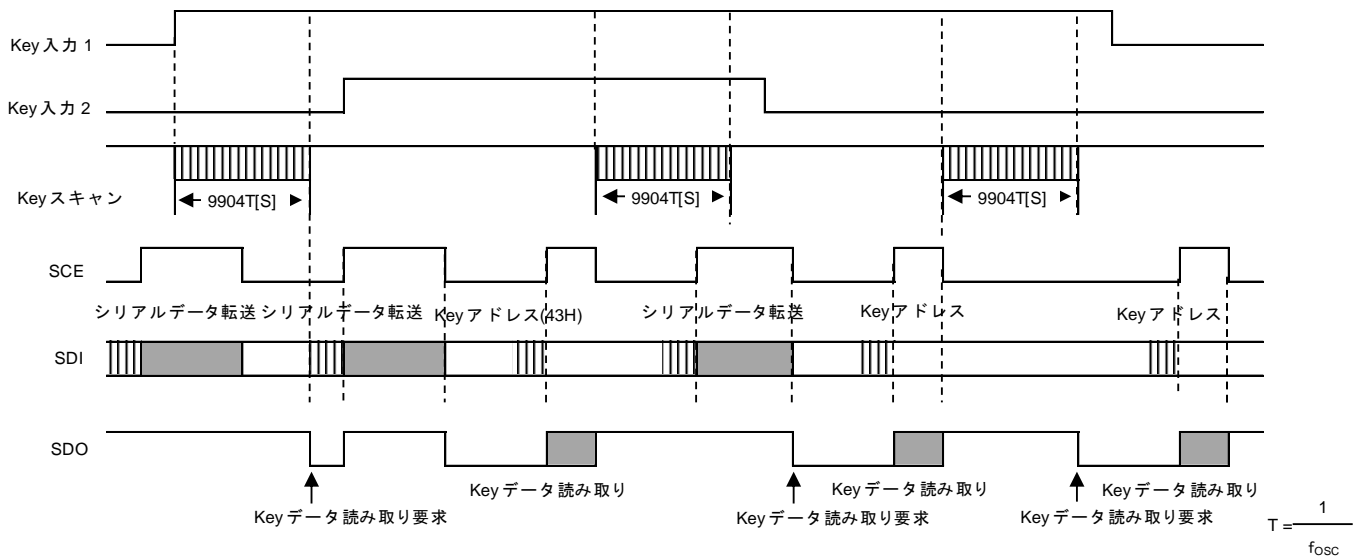 Key入力1
Key入力2
Keyスキャン
9904T[S]
9904T[S]
9904T[S]
SCE
シリアルデータ転送
シリアルデータ転送
Keyアドレス(43H)
シリアルデータ転送
Keyアドレス
Keyアドレス
SDI
SDO
Keyデータ読み取り
Keyデータ読み取り
Keyデータ読み取り
Keyデータ読み取り要求
Keyデータ読み取り要求
Keyデータ読み取り要求
T = 1
fOSC